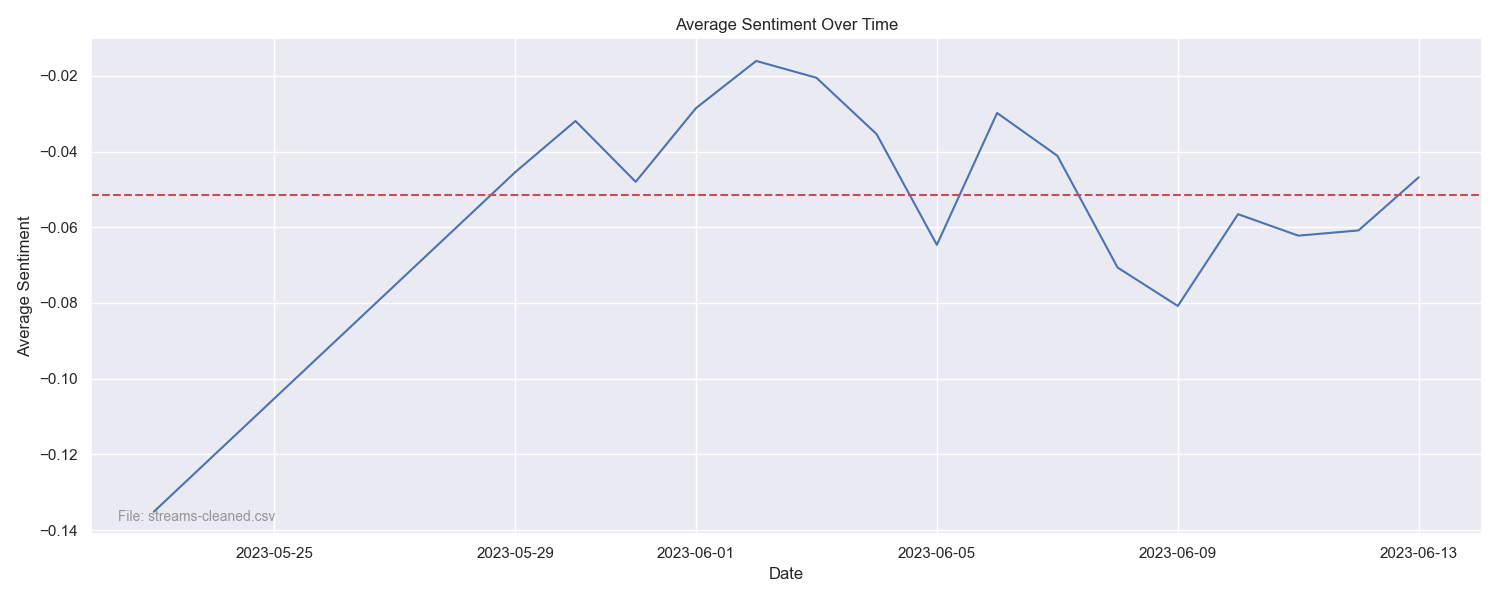 Average Sentiment Over Time
Average Sentiment
−0.02
−0.04
−0.06
−0.08
−0.10
−0.12
−0.14
File: streams-cleaned.csv
2023-05-25 2023-05-29 2023-06-01 2023-06-05 2023-06-09 2023-06-13
Date